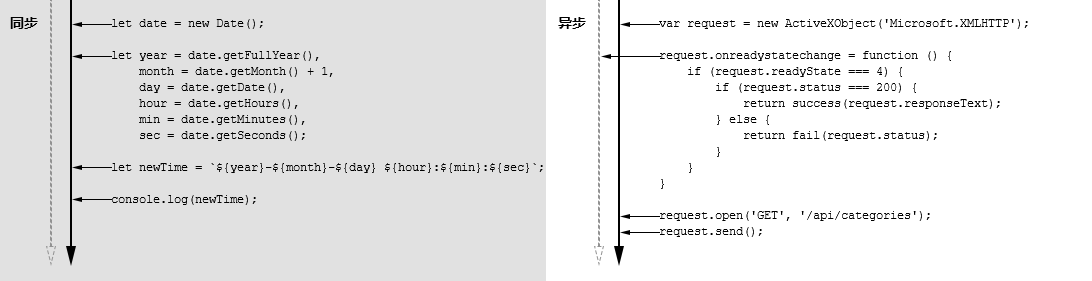 同步
let date = new Date();
let year = date.getFullYear(),
month = date.getMonth() + 1,
day = date.getDate(),
hour = date.getHours(),
min = date.getMinutes(),
sec = date.getSeconds();
let newTime = `${year}-${month}-${day} ${hour}:${min}:${sec}`;
console.log(newTime);
异步
var request = new ActiveXObject('Microsoft.XMLHTTP');
request.onreadystatechange = function () {
if (request.readyState === 4) {
if (request.status === 200) {
return success(request.responseText);
} else {
return fail(request.status);
}
}
}
request.open('GET', '/api/categories');
request.send();